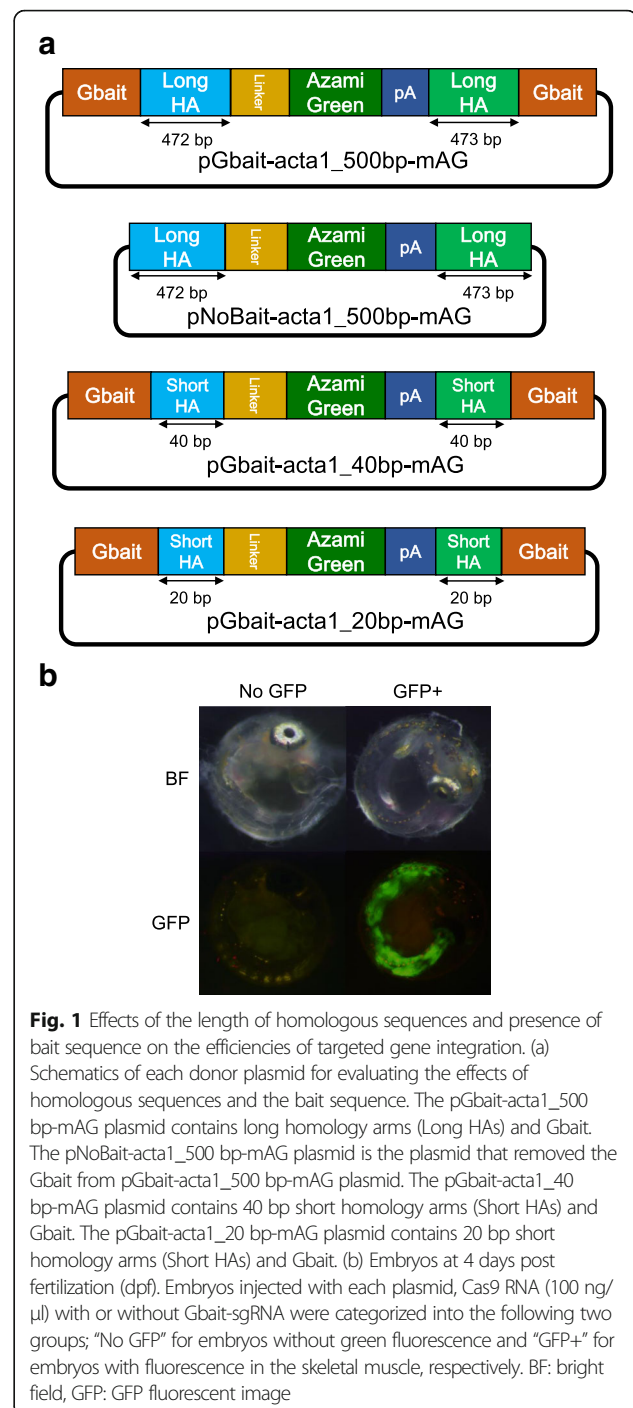 a
Gbait Long HA Linker Azami Green pA Long HA Gbait
472 bp 473 bp
pGbait-acta1_500bp-mAG
Long HA Linker Azami Green pA Long HA
472 bp 473 bp
pNoBait-acta1_500bp-mAG
Gbait Short HA Linker Azami Green pA Short HA Gbait
40 bp 40 bp
pGbait-acta1_40bp-mAG
Gbait Short HA Linker Azami Green pA Short HA Gbait
20 bp 20 bp
pGbait-acta1_20bp-mAG
b
No GFP GFP+
BF
GFP
Fig. 1 Effects of the length of homologous sequences and presence of
bait sequence on the efficiencies of targeted gene integration. (a)
Schematics of each donor plasmid for evaluating the effects of
homologous sequences and the bait sequence. The pGbait-acta1_500
bp-mAG plasmid contains long homology arms (Long HAs) and Gbait.
The pNoBait-acta1_500 bp-mAG plasmid is the plasmid that removed the
Gbait from pGbait-acta1_500 bp-mAG plasmid. The pGbait-acta1_40
bp-mAG plasmid contains 40 bp short homology arms (Short HAs) and
Gbait. The pGbait-acta1_20 bp-mAG plasmid contains 20 bp short
homology arms (Short HAs) and Gbait. (b) Embryos at 4 days post
fertilization (dpf). Embryos injected with each plasmid, Cas9 RNA (100 ng/
μl) with or without Gbait-sgRNA were categorized into the following two
groups; “No GFP” for embryos without green fluorescence and “GFP+” for
embryos with fluorescence in the skeletal muscle, respectively. BF: bright
field, GFP: GFP fluorescent image